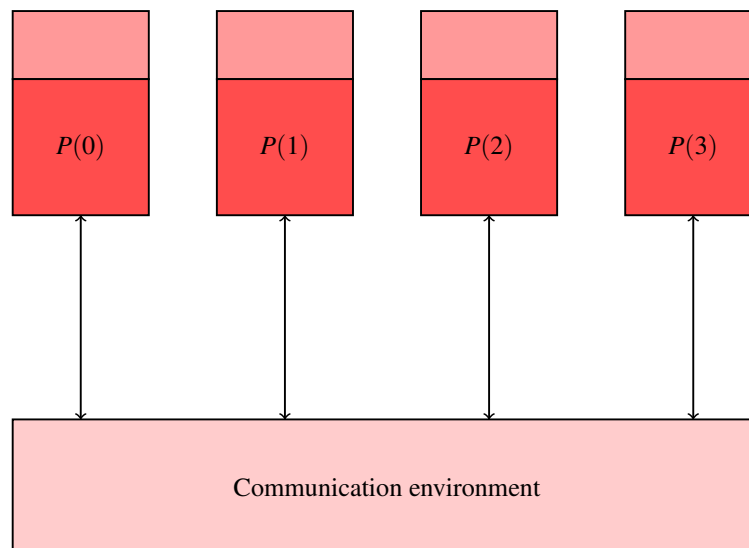 P(0) P(1) P(2) P(3)
Communication environment